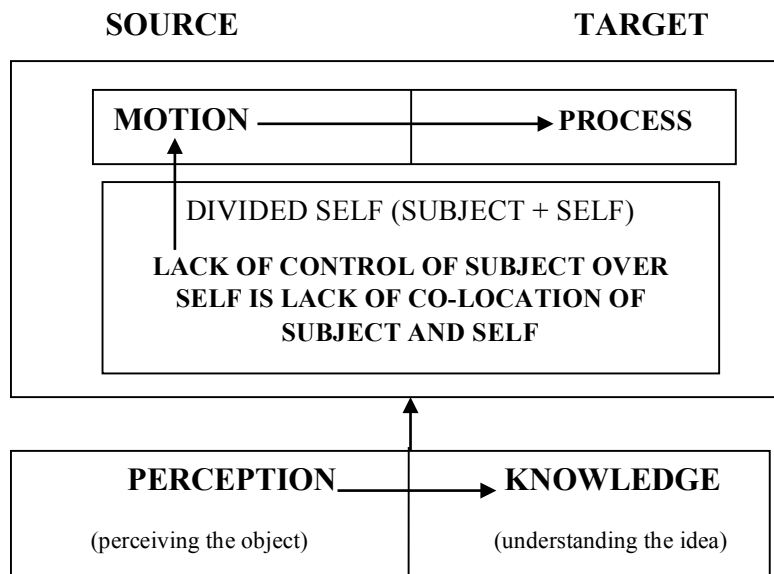 SOURCE TARGET
MOTION PROCESS
DIVIDED SELF (SUBJECT + SELF)
LACK OF CONTROL OF SUBJECT OVER
SELF IS LACK OF CO-LOCATION OF
SUBJECT AND SELF
PERCEPTION KNOWLEDGE
(perceiving the object) (understanding the idea)